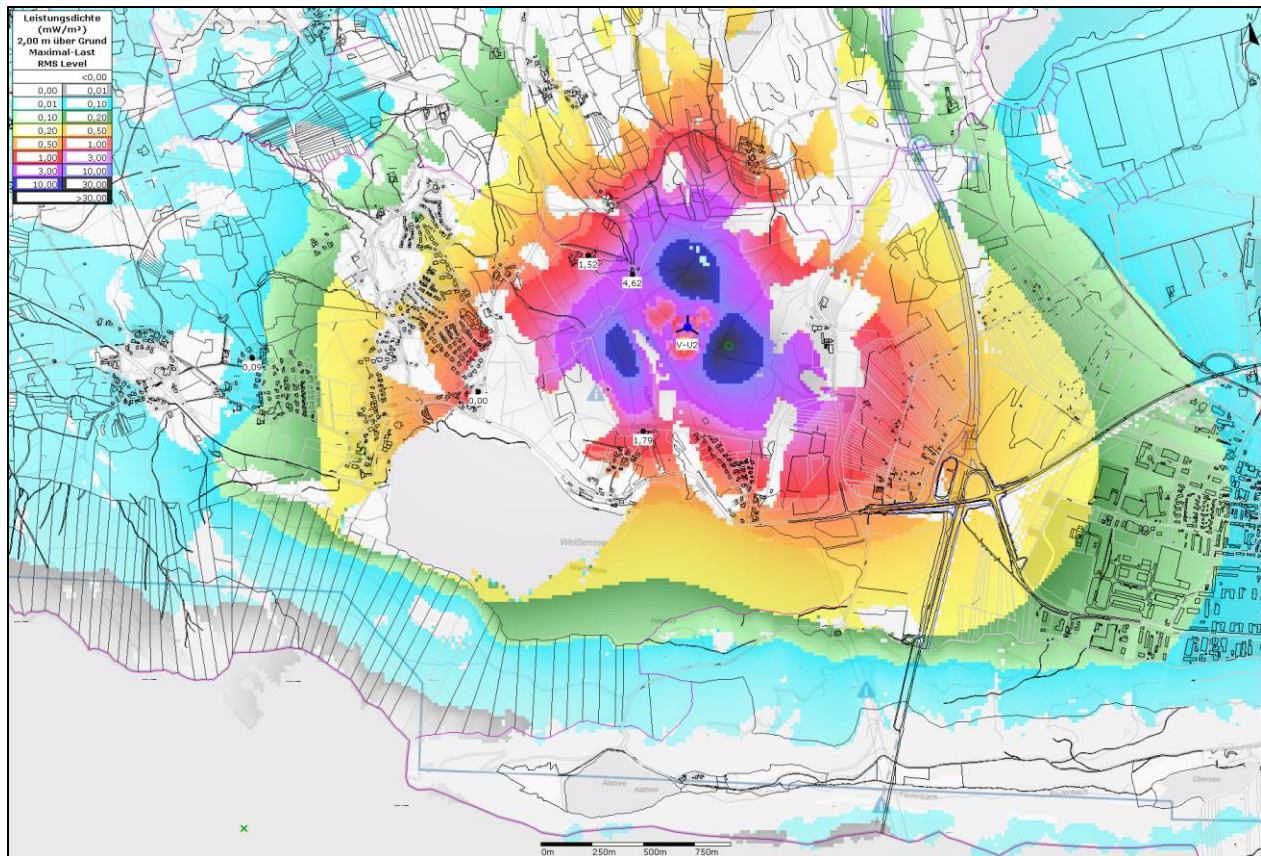 Leistungsdichte
(mW/m²)
2,00 m über Grund
Maximal-Last
RMS Level
<0,00
0,00 0,01
0,01 0,10
0,10 0,20
0,20 0,50
0,50 1,00
1,00 3,00
3,00 10,00
10,00 30,00
>30,00
N
1,52
4,62
V-U2
0,09
0,00
1,79
Weißensee
Alatsee
Alatsee
Faulenbach
Obersee
0m 250m 500m 750m